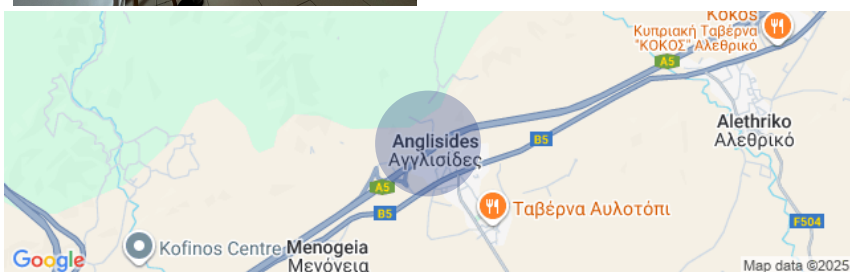 Kokos
Κυπριακή Ταβέρνα
"ΚΟΚΟΣ" Αλεθρικό
A5
Anglisides
Αγγλισίδες
B5
Alethriko
Αλεθρικό
A5
B5
Ταβέρνα Αυλοτόπι
F504
Kofinos Centre
Menogeia
Μενόγεια
Google
Map data ©2025